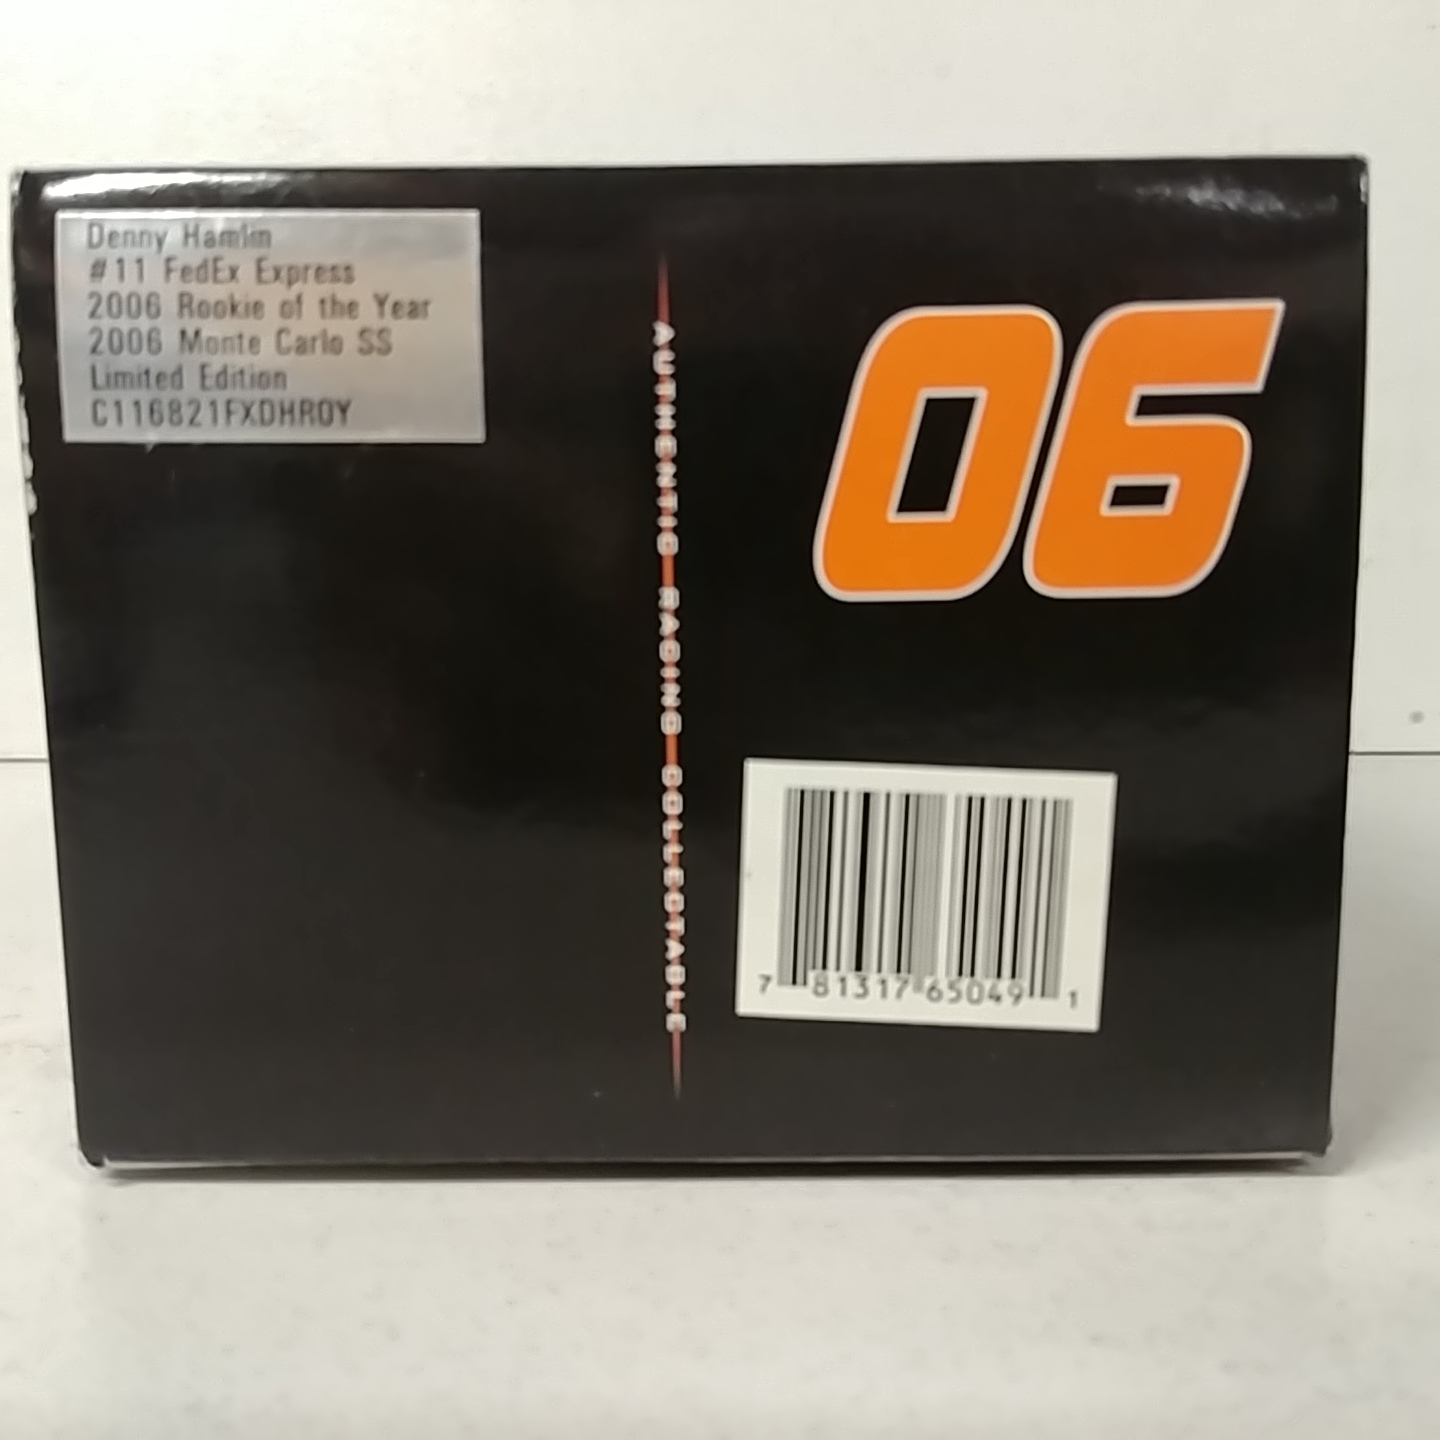 Denny Hamlin
#11 FedEx Express
2006 Rookie of the Year
2006 Monte Carlo SS
Limited Edition
C116821FXDHROY
AUTHENTIC RACING COLLECTABLE
06
7 81317 65049 1